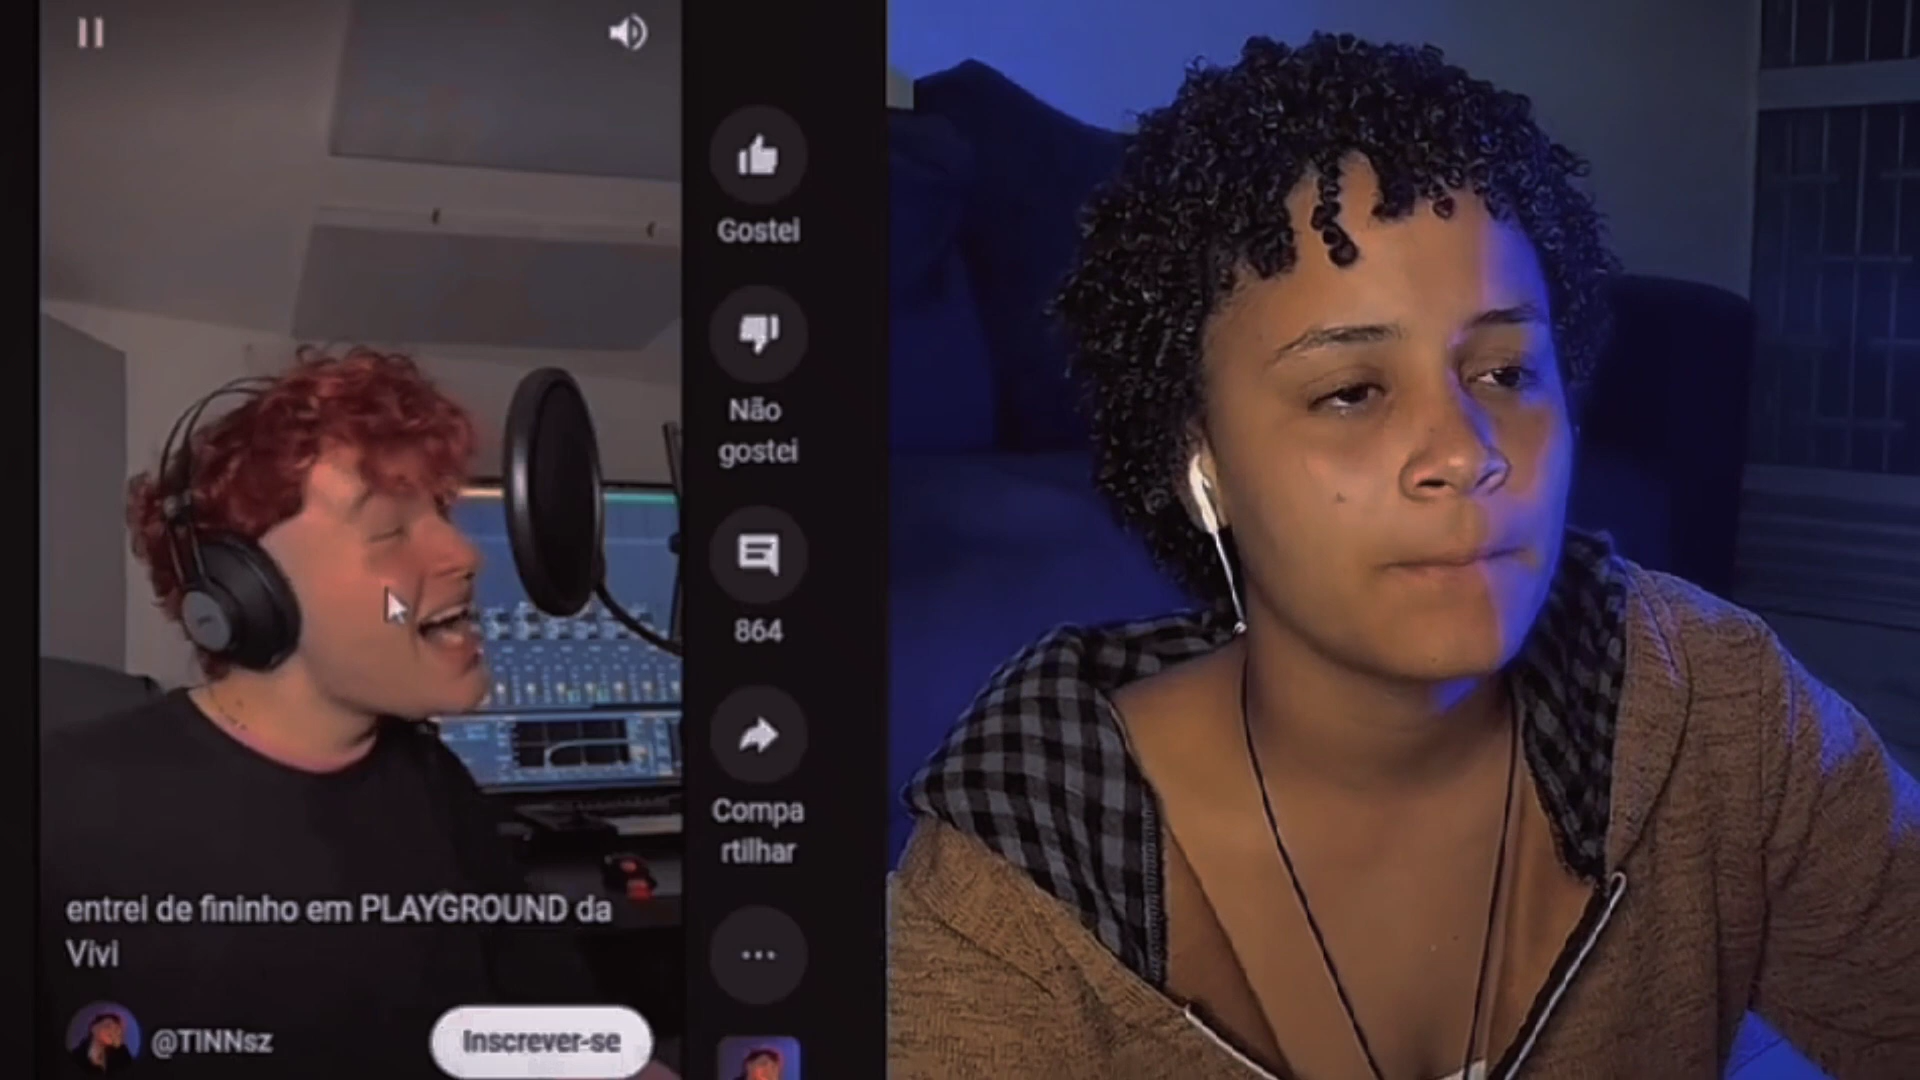 Gostei
Não
gostei
864
Compa
rtilhar
entrei de fininho em PLAYGROUND da
Vivi
@TINNsz
Inscrever-se